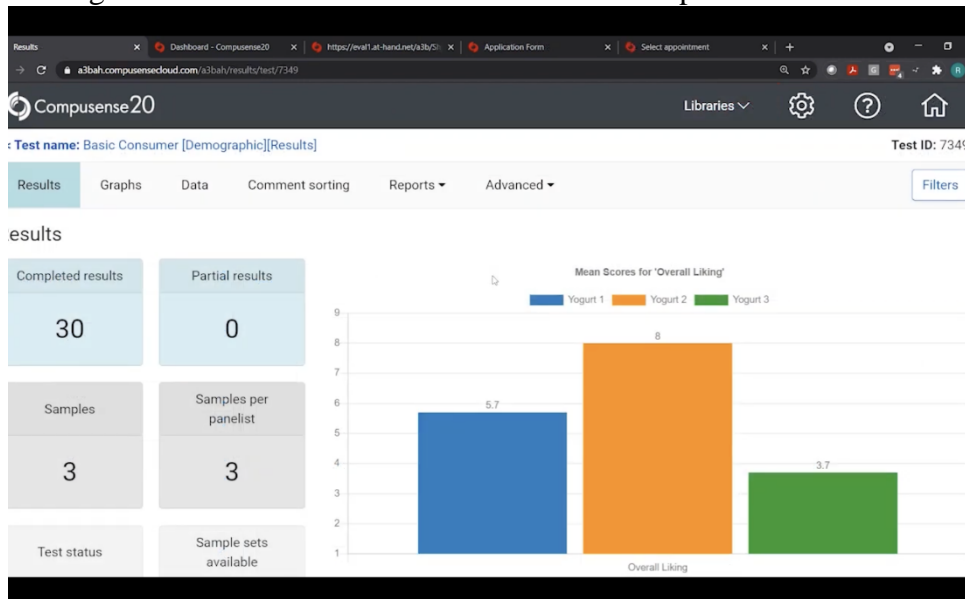 Results
Dashboard - Compusense20
https://eval1.at-hand.net/a3b/
Application Form
Select appointment
a3bah.compusensecloud.com/a3bah/results/test/7349
R
Compusense20
Libraries
Test name: Basic Consumer [Demographic][Results]
Test ID: 7349
Results
Graphs
Data
Comment sorting
Reports
Advanced
Filters
esults
Completed results
30
Partial results
0
Samples
3
Samples per
panelist
3
Test status
Sample sets
available
Mean Scores for 'Overall Liking'
Yogurt 1
Yogurt 2
Yogurt 3
9
8
7
6
5
4
3
2
1
5.7
8
3.7
Overall Liking